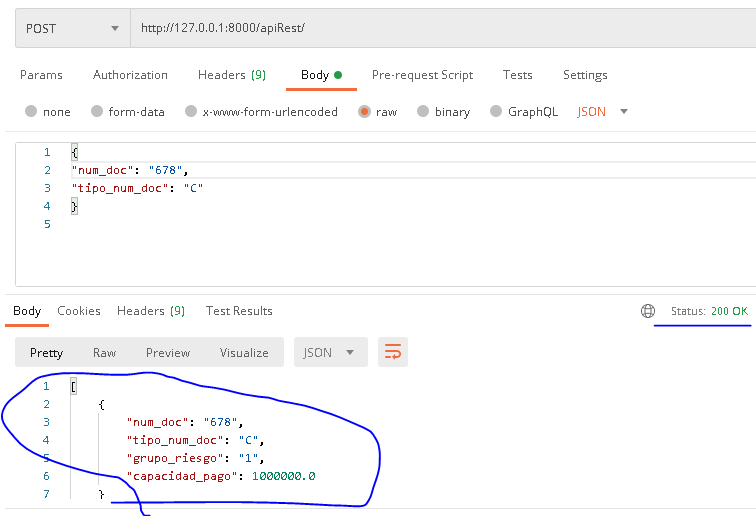 POST http://127.0.0.1:8000/apiRest/
Params Authorization Headers (9) Body Pre-request Script Tests Settings
none form-data x-www-form-urlencoded raw binary GraphQL JSON
1 {
2 "num_doc": "678",
3 "tipo_num_doc": "C"
4 }
5
Body Cookies Headers (9) Test Results Status: 200 OK
Pretty Raw Preview Visualize JSON
1 [
2 {
3 "num_doc": "678",
4 "tipo_num_doc": "C",
5 "grupo_riesgo": "1",
6 "capacidad_pago": 1000000.0
7 }